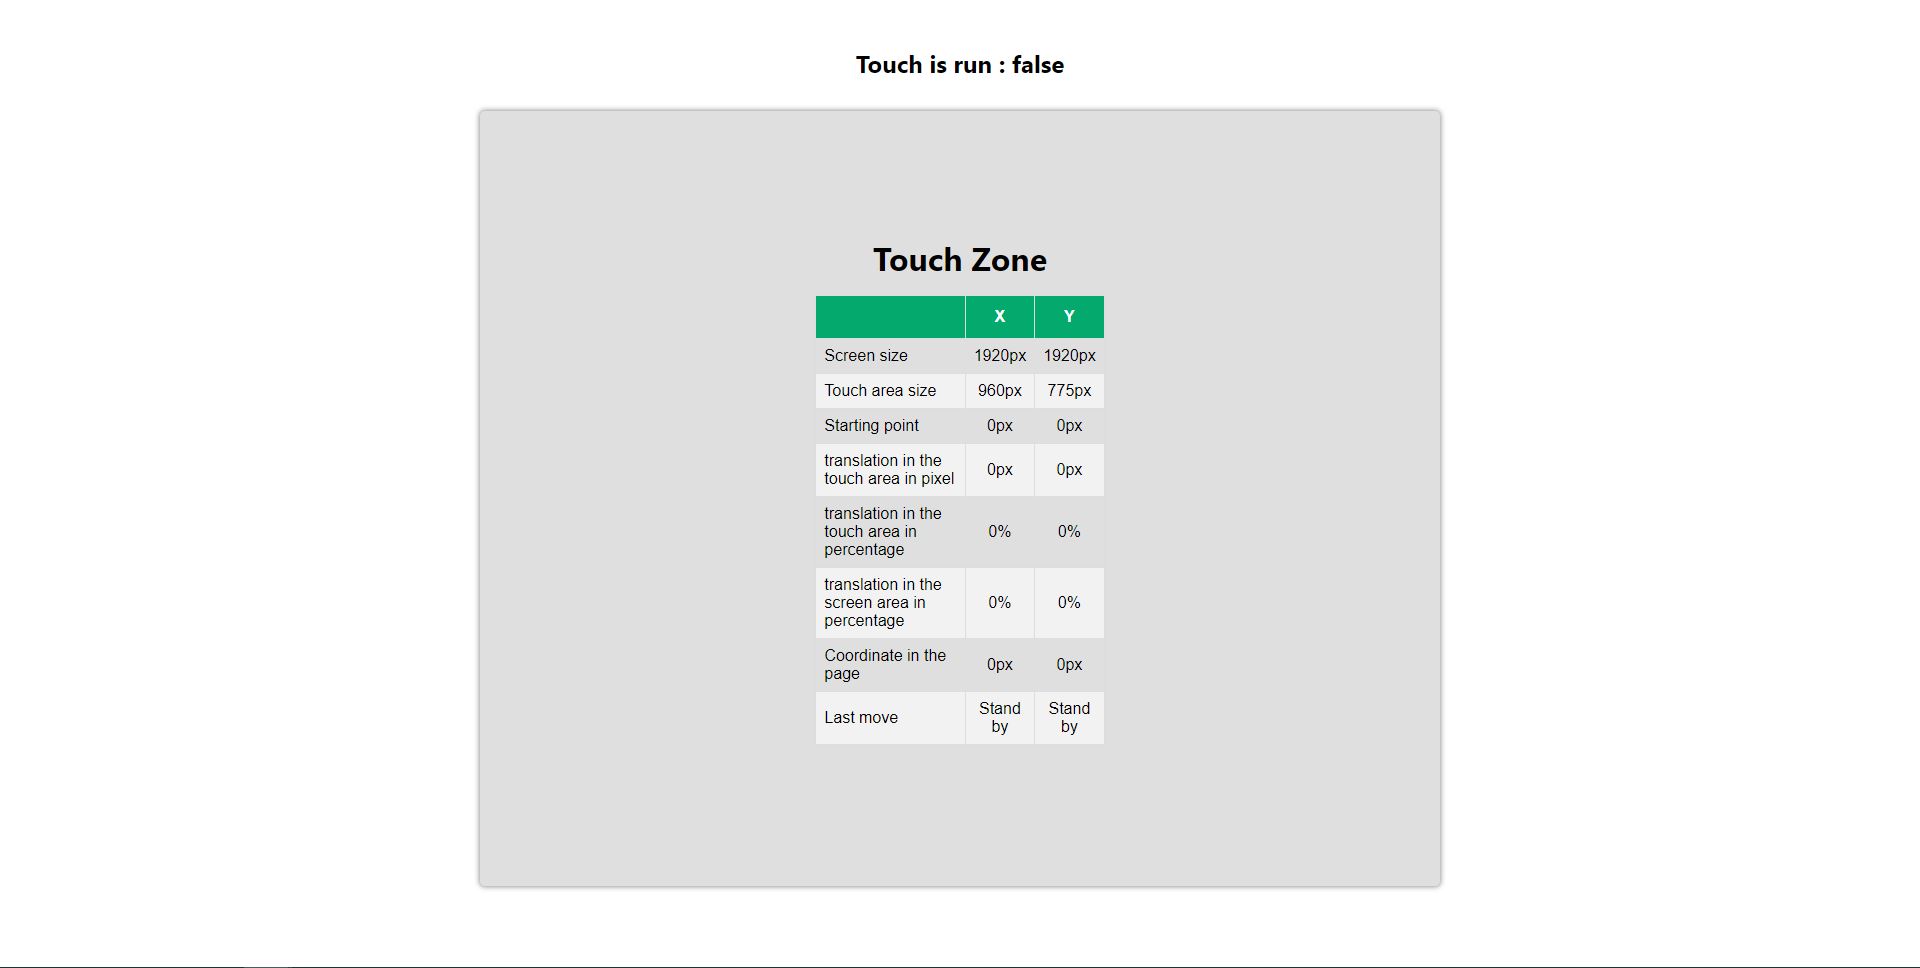 Touch is run : false
Touch Zone
X Y
Screen size 1920px 1920px
Touch area size 960px 775px
Starting point 0px 0px
translation in the
touch area in pixel 0px 0px
translation in the
touch area in
percentage 0% 0%
translation in the
screen area in
percentage 0% 0%
Coordinate in the
page 0px 0px
Last move Stand
by Stand
by